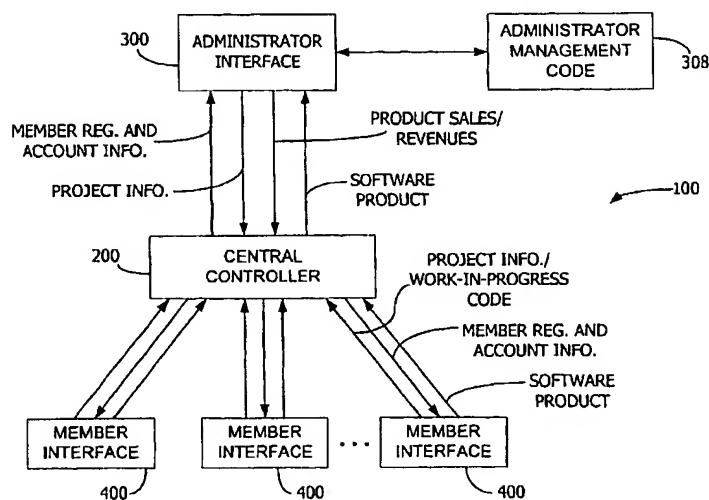 300
ADMINISTRATOR
INTERFACE
ADMINISTRATOR
MANAGEMENT
CODE
308
MEMBER REG. AND
ACCOUNT INFO.
PRODUCT SALES/
REVENUES
PROJECT INFO.
SOFTWARE
PRODUCT
100
200
CENTRAL
CONTROLLER
PROJECT INFO./
WORK-IN-PROGRESS
CODE
MEMBER REG. AND
ACCOUNT INFO.
SOFTWARE
PRODUCT
MEMBER
INTERFACE
MEMBER
INTERFACE
...
MEMBER
INTERFACE
400
400
400